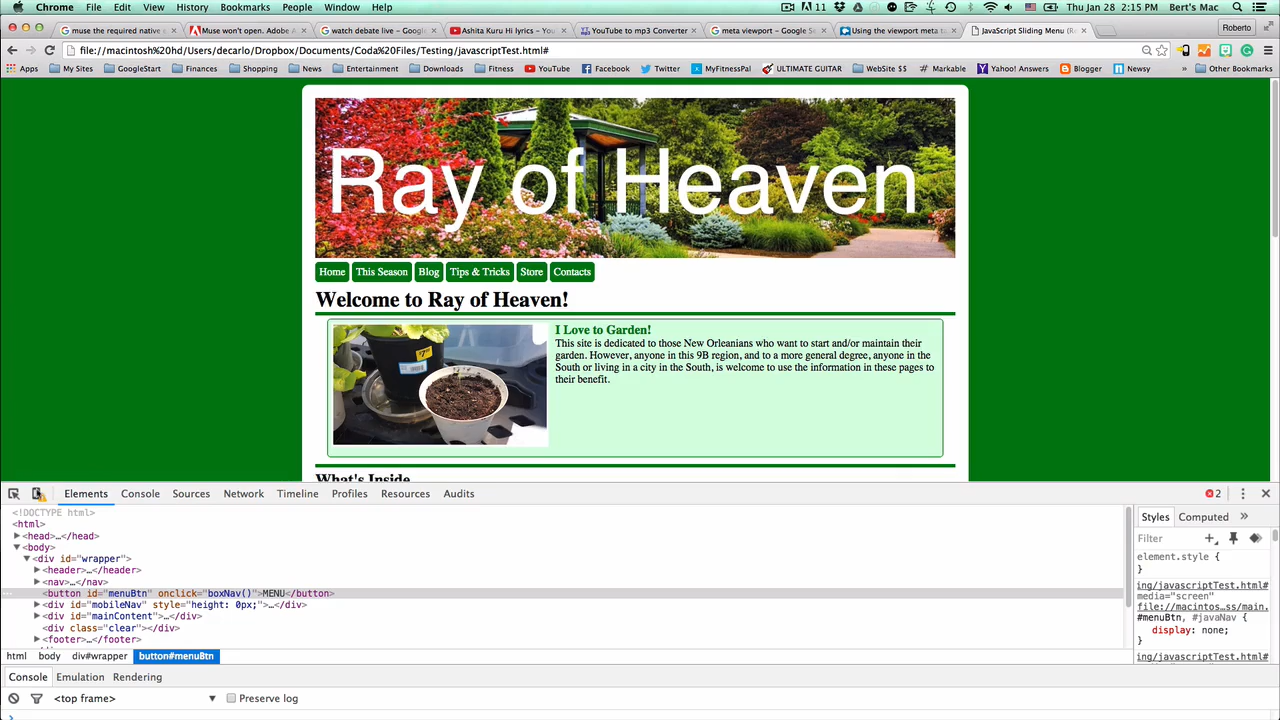 Chrome File Edit View History Bookmarks People Window Help 11 Thu Jan 28 2:15 PM Bert's Mac
muse the required native s Muse won't open. Adobe M watch debate live - Google Ashita Kuru Hi lyrics - You YouTube to mp3 Converter meta viewport - Google Se Using the viewport meta ta JavaScript Sliding Menu (Re Roberto
file://macintosh%20hd/Users/decarlo/Dropbox/Documents/Coda%20Files/Testing/javascriptTest.html#
Apps My Sites GoogleStart Finances Shopping News Entertainment Downloads Fitness YouTube Facebook Twitter MyFitnessPal ULTIMATE GUITAR WebSite $$ Markable Yahoo! Answers Blogger Newsy » Other Bookmarks
Ray of Heaven
Home This Season Blog Tips & Tricks Store Contacts
Welcome to Ray of Heaven!
I Love to Garden!
This site is dedicated to those New Orleanians who want to start and/or maintain their
garden. However, anyone in this 9B region, and to a more general degree, anyone in the
South or living in a city in the South, is welcome to use the information in these pages to
their benefit.
What's Inside
Elements Console Sources Network Timeline Profiles Resources Audits 2
<!DOCTYPE html>
<html>
<head>…</head>
<body>
<div id="wrapper">
<header>…</header>
<nav>…</nav>
<button id="menuBtn" onclick="boxNav()">MENU</button>
<div id="mobileNav" style="height: 0px;">…</div>
<div id="mainContent">…</div>
<div class="clear"></div>
<footer>…</footer>
html body div#wrapper button#menuBtn
Styles Computed »
Filter
element.style {
}
ing/javascriptTest.html#
media="screen"
file://macintos…ss/main.
#menuBtn, #javaNav {
display: none;
}
ing/javascriptTest.html#
Console Emulation Rendering
<top frame> Preserve log